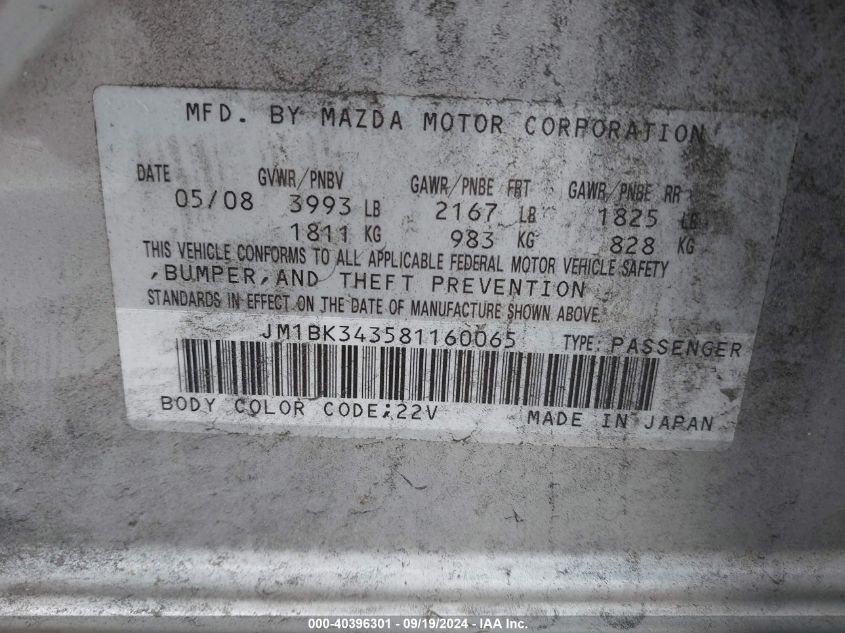 MFD. BY MAZDA MOTOR CORPORATION
DATE GVWR/PNBV GAWR/PNBE FRT GAWR/PNBE RR
05/08 3993 LB 2167 LB 1825 LB
1811 KG 983 KG 828 KG
THIS VEHICLE CONFORMS TO ALL APPLICABLE FEDERAL MOTOR VEHICLE SAFETY
,BUMPER,AND THEFT PREVENTION
STANDARDS IN EFFECT ON THE DATE OF MANUFACTURE SHOWN ABOVE.
JM1BK343581160065 TYPE: PASSENGER
BODY COLOR CODE:22V MADE IN JAPAN
000-40396301 - 09/19/2024 - IAA Inc.